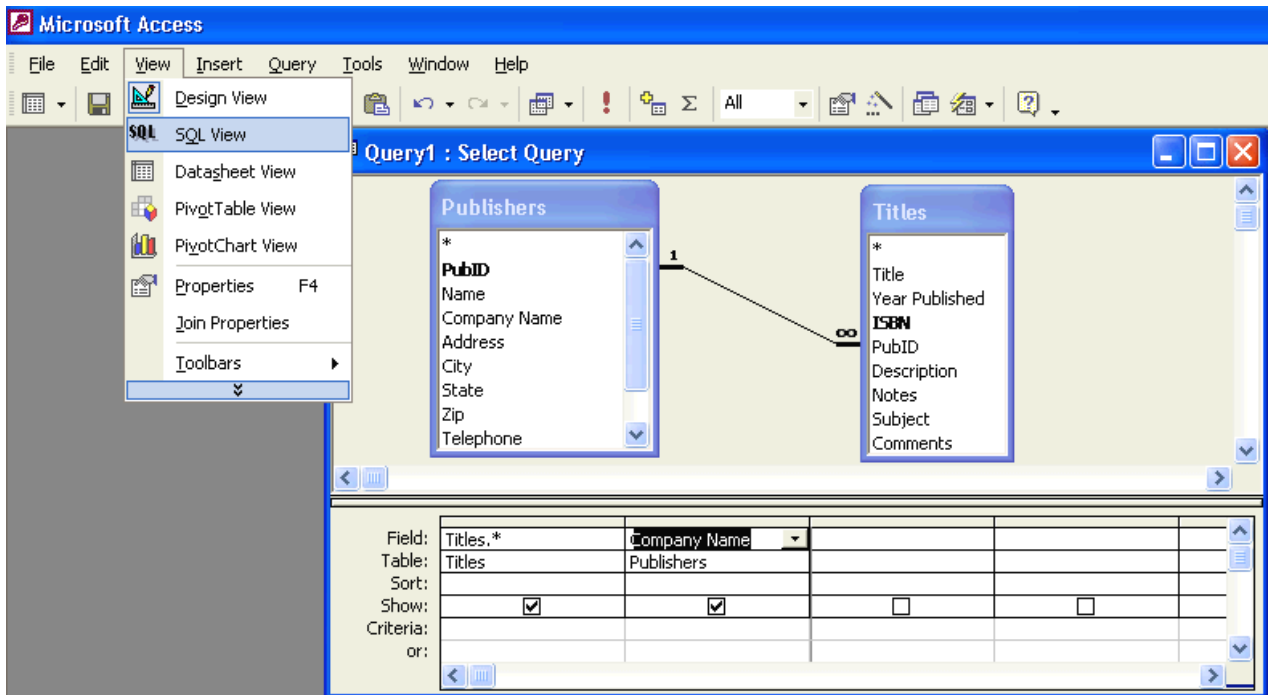 Microsoft Access
File Edit View Insert Query Tools Window Help
Design View
SQL SQL View
Datasheet View
PivotTable View
PivotChart View
Properties F4
Join Properties
Toolbars
All
Query1 : Select Query
Publishers
*
PubID
Name
Company Name
Address
City
State
Zip
Telephone
1
∞
Titles
*
Title
Year Published
ISBN
PubID
Description
Notes
Subject
Comments
Field: Titles.* Company Name
Table: Titles Publishers
Sort:
Show:
Criteria:
or: